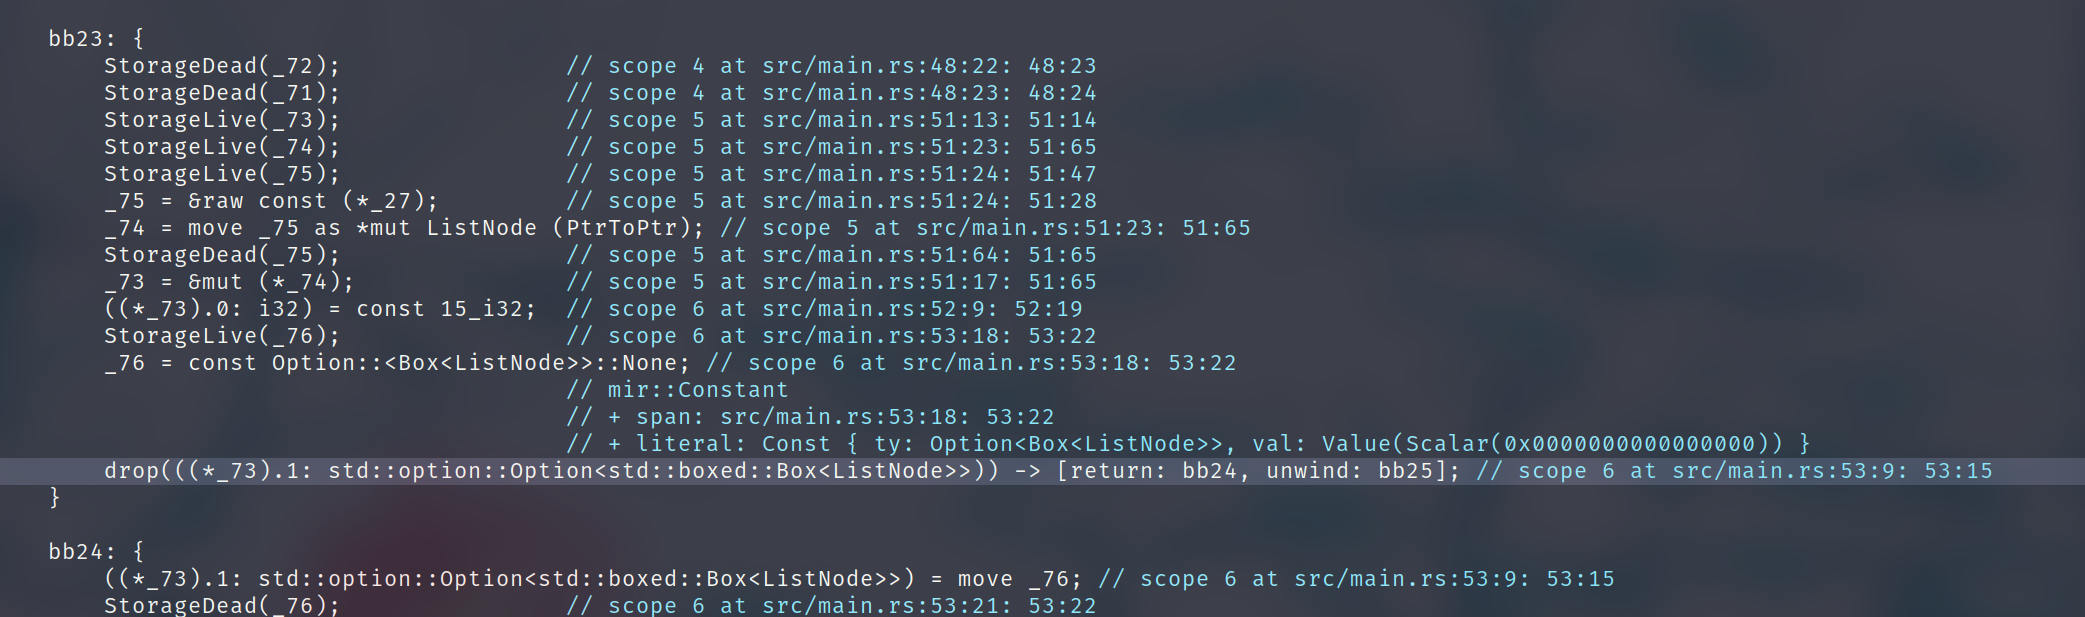 bb23: {
StorageDead(_72); // scope 4 at src/main.rs:48:22: 48:23
StorageDead(_71); // scope 4 at src/main.rs:48:23: 48:24
StorageLive(_73); // scope 5 at src/main.rs:51:13: 51:14
StorageLive(_74); // scope 5 at src/main.rs:51:23: 51:65
StorageLive(_75); // scope 5 at src/main.rs:51:24: 51:47
_75 = &raw const (*_27); // scope 5 at src/main.rs:51:24: 51:28
_74 = move _75 as *mut ListNode (PtrToPtr); // scope 5 at src/main.rs:51:23: 51:65
StorageDead(_75); // scope 5 at src/main.rs:51:64: 51:65
_73 = &mut (*_74); // scope 5 at src/main.rs:51:17: 51:65
((*_73).0: i32) = const 15_i32; // scope 6 at src/main.rs:52:9: 52:19
StorageLive(_76); // scope 6 at src/main.rs:53:18: 53:22
_76 = const Option::<Box<ListNode>>::None; // scope 6 at src/main.rs:53:18: 53:22
// mir::Constant
// + span: src/main.rs:53:18: 53:22
// + literal: Const { ty: Option<Box<ListNode>>, val: Value(Scalar(0x0000000000000000)) }
drop(((*_73).1: std::option::Option<std::boxed::Box<ListNode>>)) -> [return: bb24, unwind: bb25]; // scope 6 at src/main.rs:53:9: 53:15
}
bb24: {
((*_73).1: std::option::Option<std::boxed::Box<ListNode>>) = move _76; // scope 6 at src/main.rs:53:9: 53:15
StorageDead(_76); // scope 6 at src/main.rs:53:21: 53:22